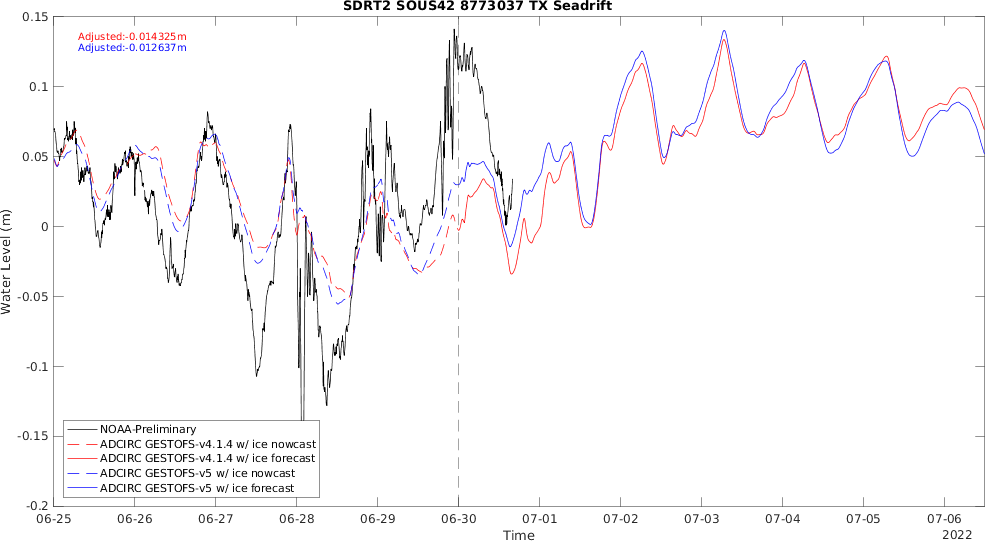 SDRT2 SOUS42 8773037 TX Seadrift
0.15
Adjusted:-0.014325m
Adjusted:-0.012637m
0.1
0.05
0
-0.05
-0.1
-0.15
-0.2
Water Level (m)
NOAA-Preliminary
ADCIRC GESTOFS-v4.1.4 w/ ice nowcast
ADCIRC GESTOFS-v4.1.4 w/ ice forecast
ADCIRC GESTOFS-v5 w/ ice nowcast
ADCIRC GESTOFS-v5 w/ ice forecast
06-25 06-26 06-27 06-28 06-29 06-30 07-01 07-02 07-03 07-04 07-05 07-06
Time
2022